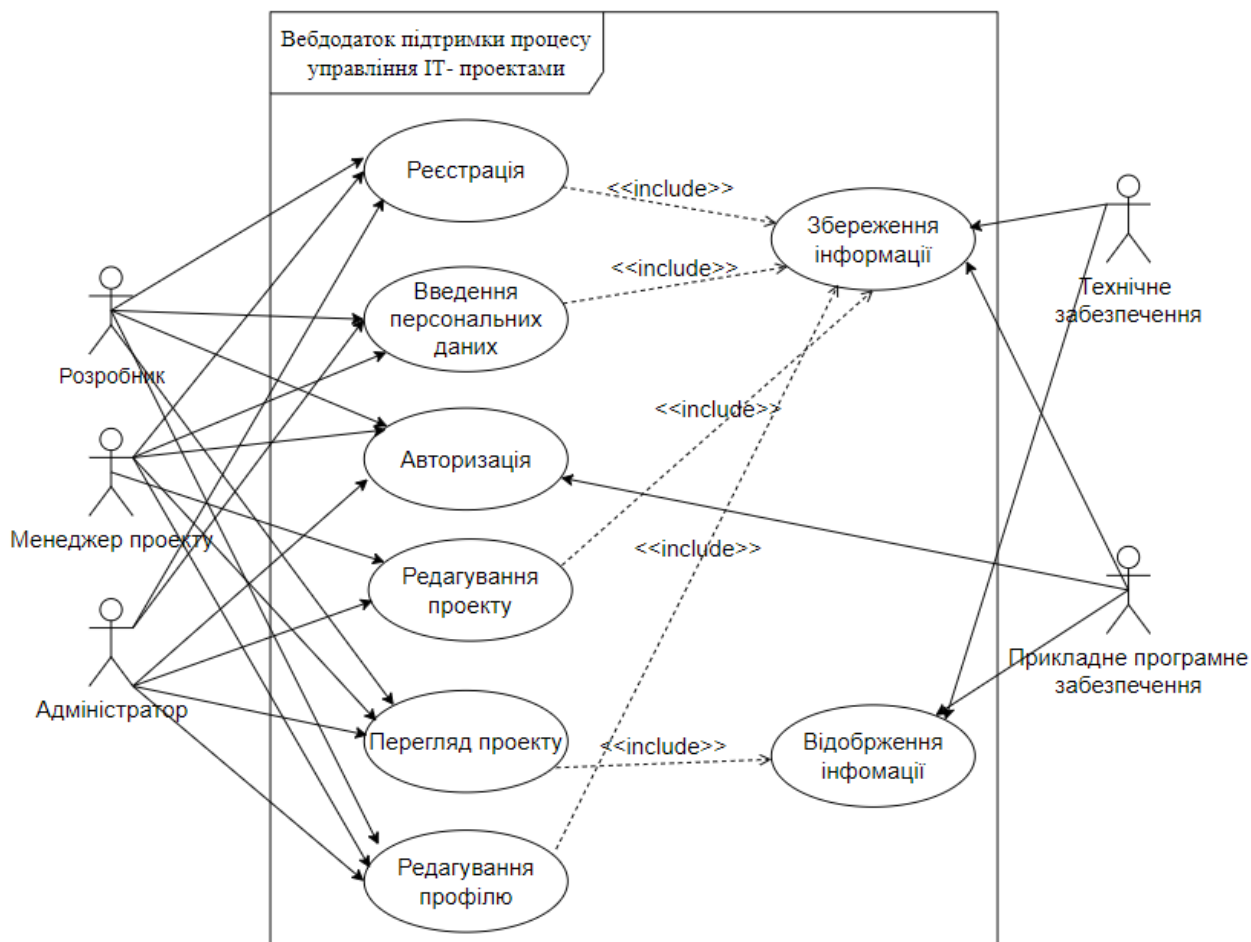 Вебдодаток підтримки процесу
управління ІТ- проектами
Реєстрація
<<include>>
Збереження
інформації
Технічне
забезпечення
<<include>>
Введення
персональних
даних
Розробник
<<include>>
Авторизація
Менеджер проекту
<<include>>
Редагування
проекту
Прикладне програмне
забезпечення
Адміністратор
Перегляд проекту
<<include>>
Відобрження
інфомації
Редагування
профілю